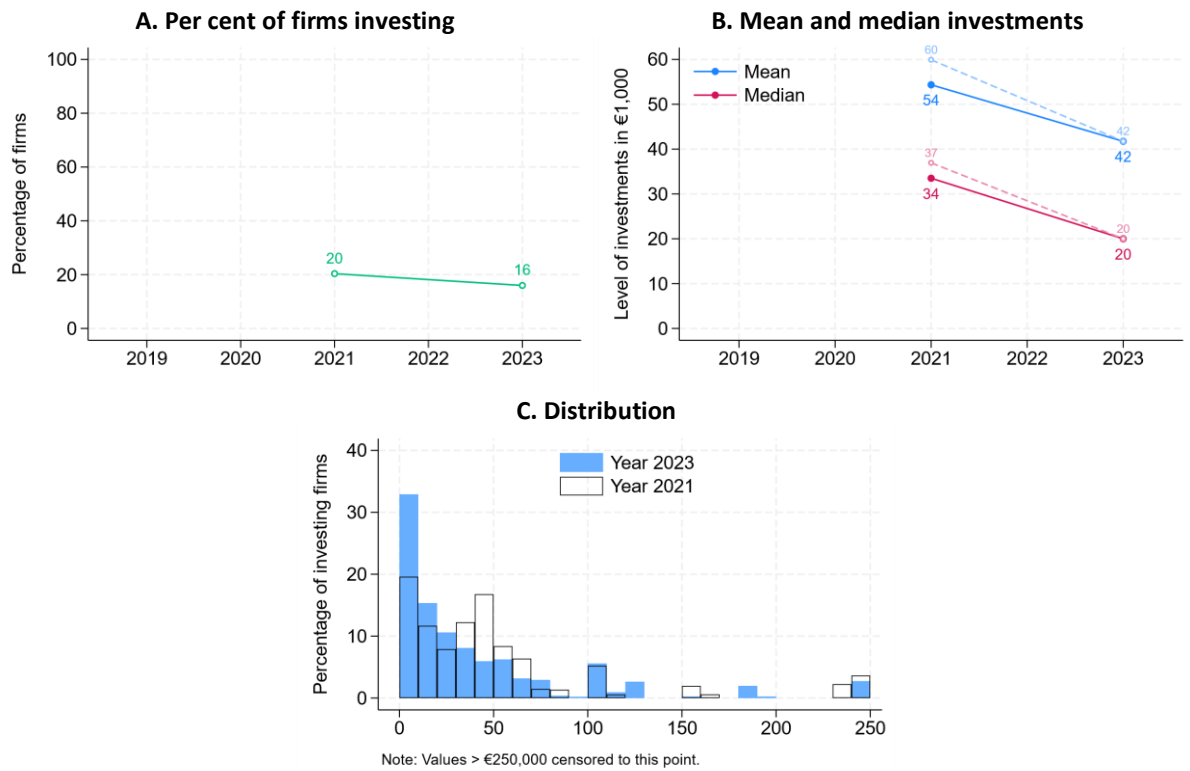 A. Per cent of firms investing
Percentage of firms
100
80
60
40
20
0
20
16
2019 2020 2021 2022 2023
B. Mean and median investments
Level of investments in €1,000
60
50
40
30
20
10
0
Mean
Median
60
54
37
34
42
42
20
20
2019 2020 2021 2022 2023
C. Distribution
Percentage of investing firms
40
30
20
10
0
Year 2023
Year 2021
0 50 100 150 200 250
Note: Values > €250,000 censored to this point.